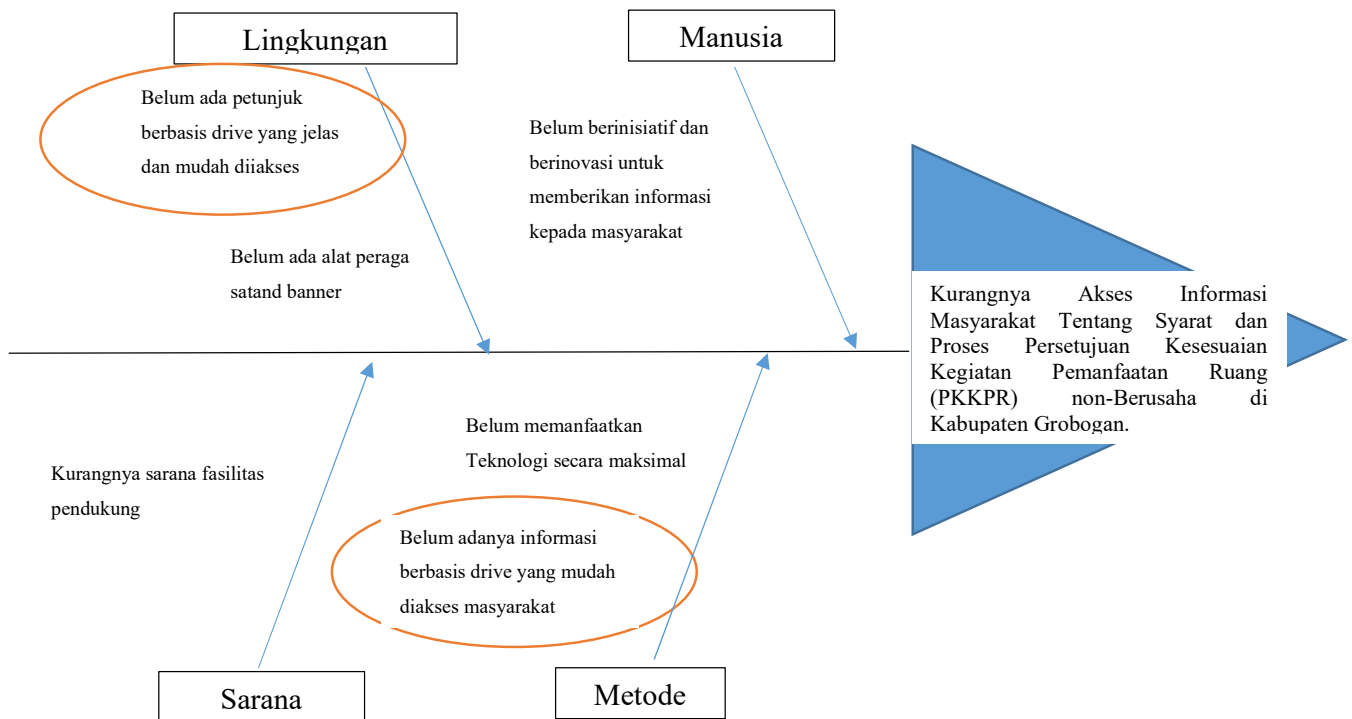 Lingkungan
Manusia
Belum ada petunjuk
berbasis drive yang jelas
dan mudah diiakses
Belum berinisiatif dan
berinovasi untuk
memberikan informasi
kepada masyarakat
Belum ada alat peraga
satand banner
Kurangnya Akses Informasi
Masyarakat Tentang Syarat dan
Proses Persetujuan Kesesuaian
Kegiatan Pemanfaatan Ruang
(PKKPR) non-Berusaha di
Kabupaten Grobogan.
Belum memanfaatkan
Teknologi secara maksimal
Kurangnya sarana fasilitas
pendukung
Belum adanya informasi
berbasis drive yang mudah
diakses masyarakat
Sarana
Metode